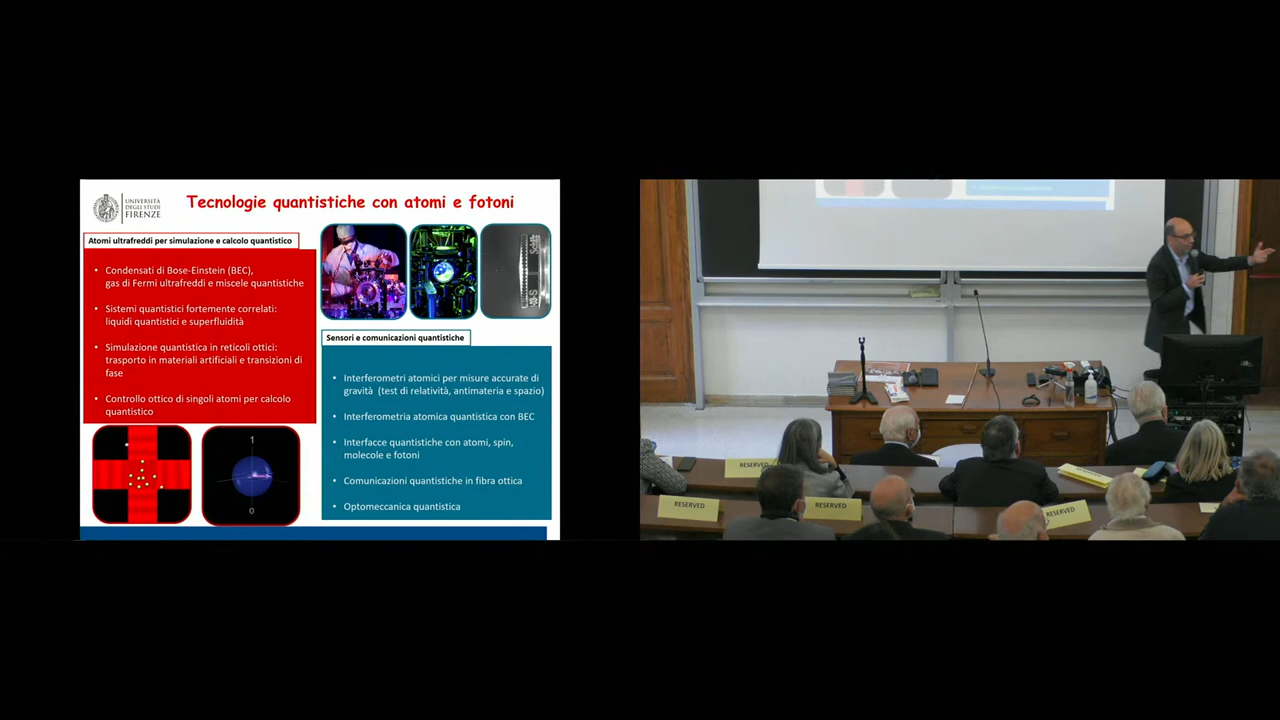 UNIVERSITÀ
DEGLI STUDI
FIRENZE
Tecnologie quantistiche con atomi e fotoni
Atomi ultrafreddi per simulazione e calcolo quantistico
• Condensati di Bose-Einstein (BEC),
gas di Fermi ultrafreddi e miscele quantistiche
• Sistemi quantistici fortemente correlati:
liquidi quantistici e superfluidità
• Simulazione quantistica in reticoli ottici:
trasporto in materiali artificiali e transizioni di
fase
• Controllo ottico di singoli atomi per calcolo
quantistico
1
0
Sensori e comunicazioni quantistiche
• Interferometri atomici per misure accurate di
gravità (test di relatività, antimateria e spazio)
• Interferometria atomica quantistica con BEC
• Interfacce quantistiche con atomi, spin,
molecole e fotoni
• Comunicazioni quantistiche in fibra ottica
• Optomeccanica quantistica
RESERVED
RESERVED
RESERVED
RESERVED